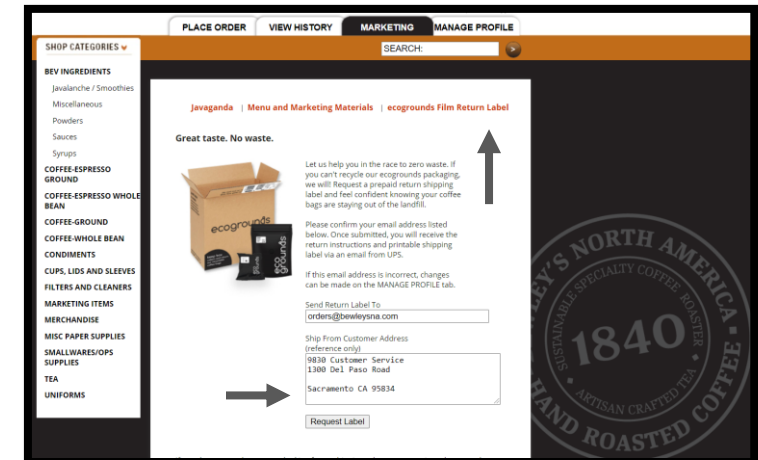 PLACE ORDER VIEW HISTORY MARKETING MANAGE PROFILE
SHOP CATEGORIES
SEARCH:
BEV INGREDIENTS
Javalanche / Smoothies
Miscellaneous
Powders
Sauces
Syrups
COFFEE-ESPRESSO
GROUND
COFFEE-ESPRESSO WHOLE
BEAN
COFFEE-GROUND
COFFEE-WHOLE BEAN
CONDIMENTS
CUPS, LIDS AND SLEEVES
FILTERS AND CLEANERS
MARKETING ITEMS
MERCHANDISE
MISC PAPER SUPPLIES
SMALLWARES/OPS
SUPPLIES
TEA
UNIFORMS
Javaganda | Menu and Marketing Materials | ecogrounds Film Return Label
Great taste. No waste.
ecogrounds
eco
grounds
Let us help you in the race to zero waste. If
you can't recycle our ecogrounds packaging,
we will! Request a prepaid return shipping
label and feel confident knowing your coffee
bags are staying out of the landfill.
Please confirm your email address listed
below. Once submitted, you will receive the
return instructions and printable shipping
label via an email from UPS.
If this email address is incorrect, changes
can be made on the MANAGE PROFILE tab.
Send Return Label To
orders@bewleysna.com
Ship From Customer Address
(reference only)
9830 Customer Service
1300 Del Paso Road
Sacramento CA 95834
Request Label
LEY'S NORTH AMERICA
SPECIALTY COFFEE ROASTER
SUSTAINABLE
1840
ARTISAN CRAFTED TEA
HAND ROASTED COFFEE